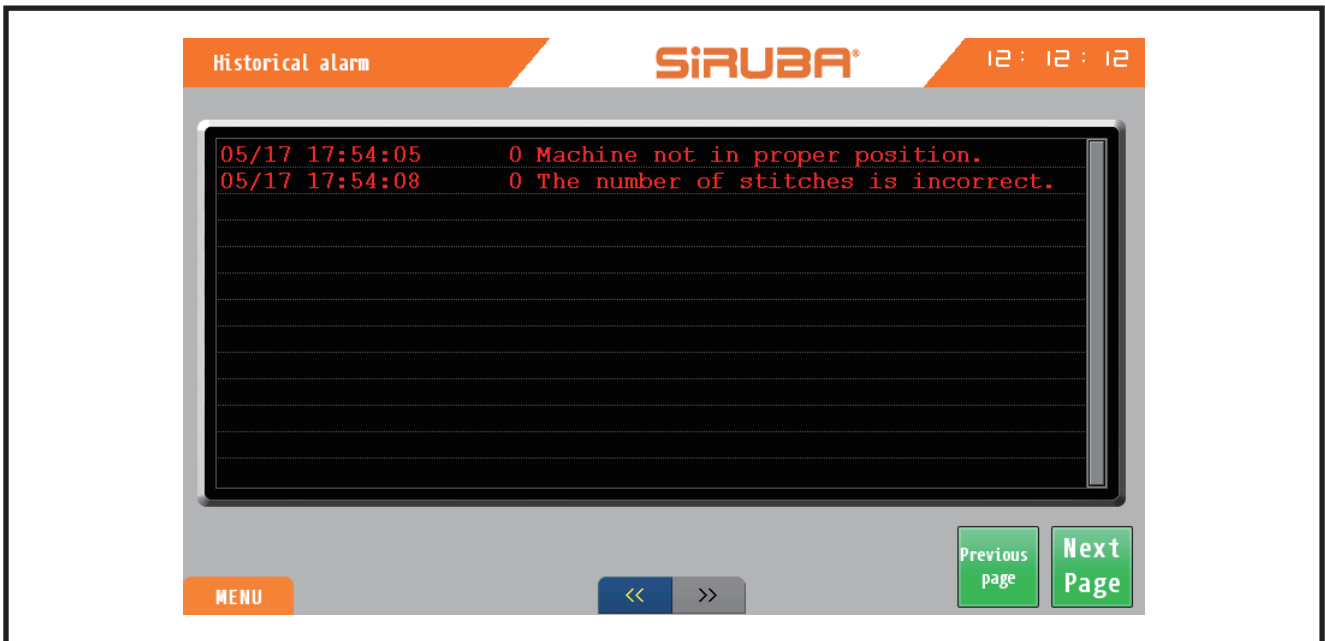 Historical alarm
SiRUBA®
12:12:12
05/17 17:54:05 0 Machine not in proper position.
05/17 17:54:08 0 The number of stitches is incorrect.
Previous page
Next Page
MENU
<< >>